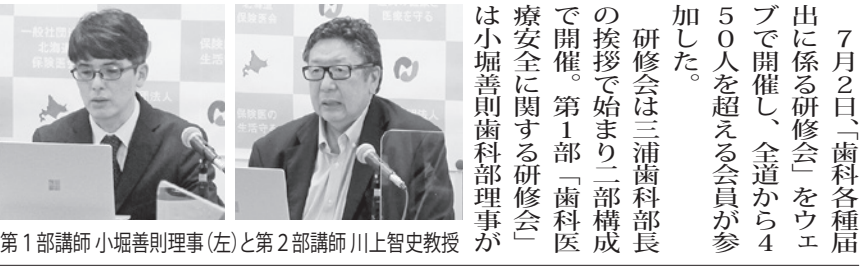 ７月２日、「歯科各種届
出に係る研修会」をウェ
ブで開催し、全道から４
５０人を超える会員が参
加した。
研修会は三浦歯科部長
の挨拶で始まり二部構成
で開催。第１部「歯科医
療安全に関する研修会」
は小堀善則歯科部理事が
第１部講師 小堀善則理事（左）と第２部講師 川上智史教授